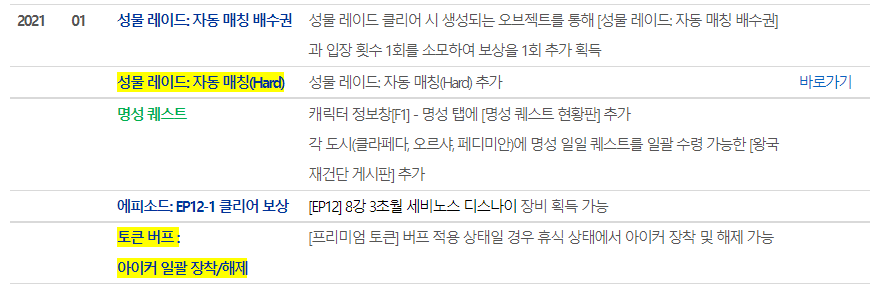 2021 01 성물 레이드: 자동 매칭 배수권 성물 레이드 클리어 시 생성되는 오브젝트를 통해 [성물 레이드: 자동 매칭 배수권]
과 입장 횟수 1회를 소모하여 보상을 1회 추가 획득
성물 레이드: 자동 매칭(Hard) 성물 레이드: 자동 매칭(Hard) 추가 바로가기
명성 퀘스트 캐릭터 정보창[F1] - 명성 탭에 [명성 퀘스트 현황판] 추가
각 도시(클라페다, 오르샤, 페디미안)에 명성 일일 퀘스트를 일괄 수령 가능한 [왕국
재건단 게시판] 추가
에피소드: EP12-1 클리어 보상 [EP12] 8강 3초월 세비노스 디스나이 장비 획득 가능
토큰 버프 : [프리미엄 토큰] 버프 적용 상태일 경우 휴식 상태에서 아이커 장착 및 해제 가능
아이커 일괄 장착/해제